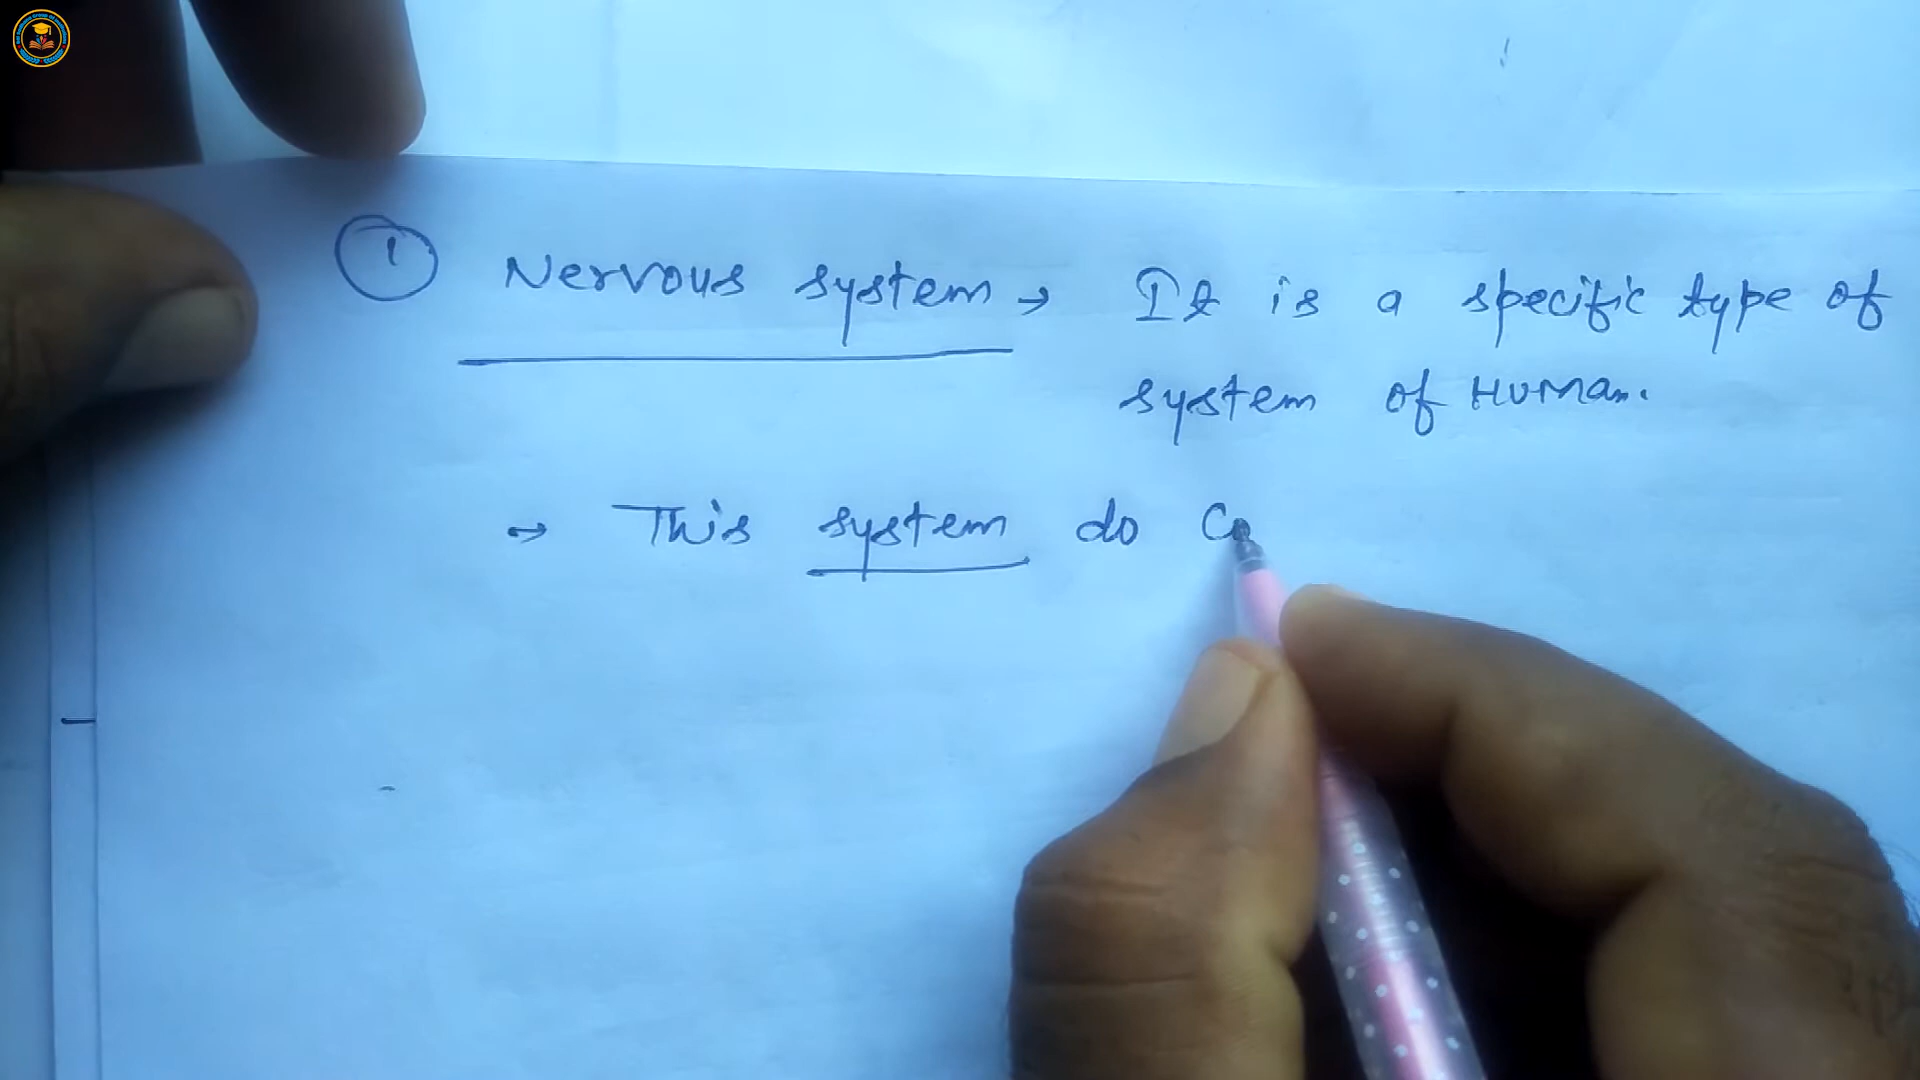 ① Nervous system → It is a specific type of
system of Human.
→ This system do